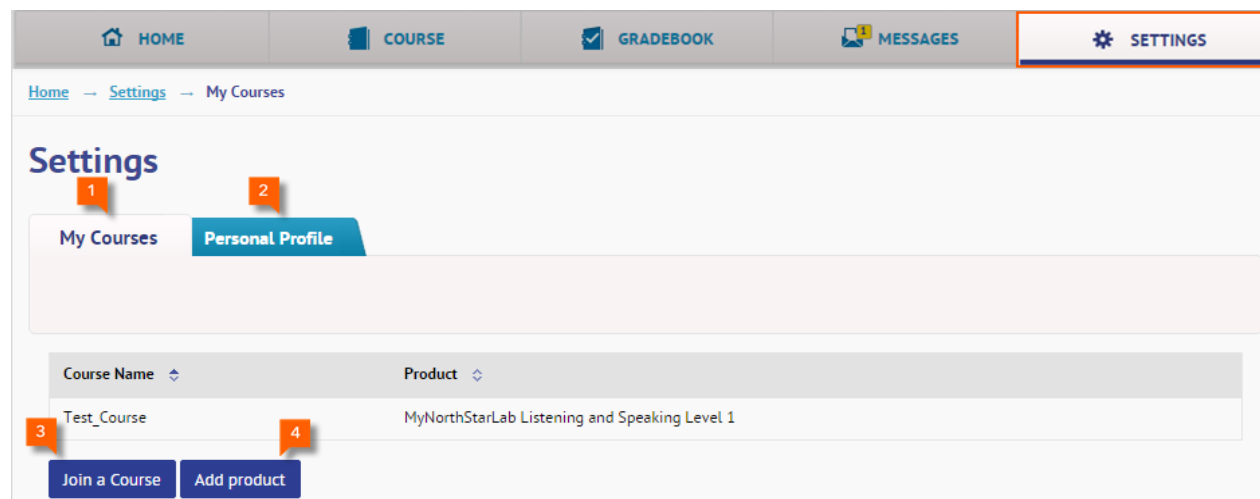 HOME COURSE GRADEBOOK 1 MESSAGES SETTINGS
Home → Settings → My Courses
Settings
1 2
My Courses Personal Profile
Course Name Product
Test_Course MyNorthStarLab Listening and Speaking Level 1
3 4
Join a Course Add product